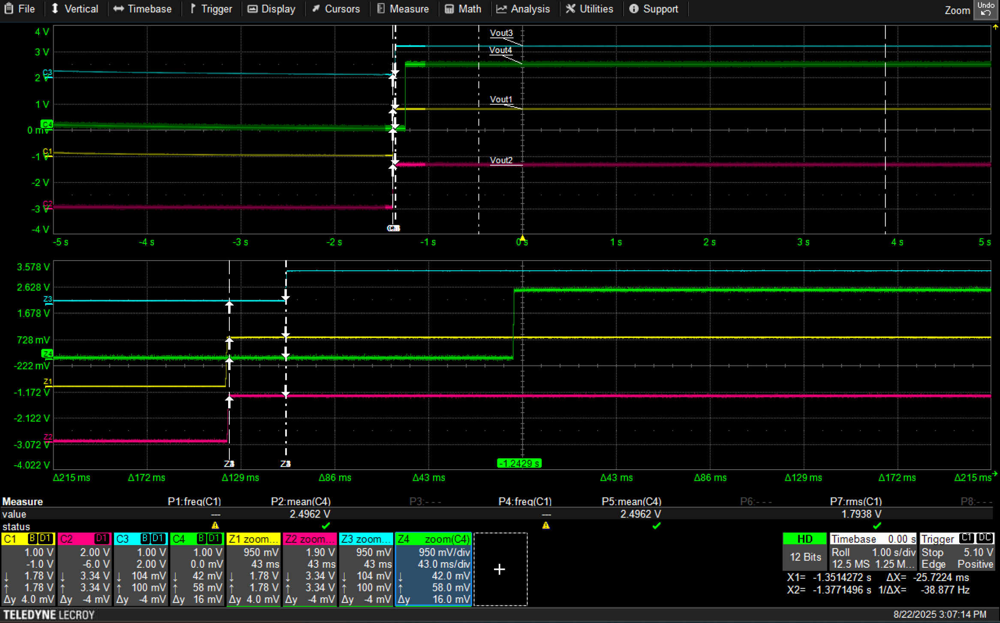 File Vertical Timebase Trigger Display Cursors Measure Math Analysis Utilities Support Zoom Undo
4 V
3 V
2 V
1 V
0 mV
-1 V
-2 V
-3 V
-4 V
C3
C4
C1
C2
Vout3
Vout4
Vout1
Vout2
-5 s -4 s -3 s -2 s -1 s 0 s 1 s 2 s 3 s 4 s 5 s
3.578 V
2.628 V
1.678 V
728 mV
-222 mV
-1.172 V
-2.122 V
-3.072 V
-4.022 V
Z3
Z4
Z1
Z2
-1.2429 s
Δ215 ms Δ172 ms Δ129 ms Δ86 ms Δ43 ms Δ43 ms Δ86 ms Δ129 ms Δ172 ms Δ215 ms
Measure P1:freq(C1) P2:mean(C4) P3:- - - P4:freq(C1) P5:mean(C4) P6:- - - P7:rms(C1) P8:- - -
value --- 2.4962 V --- 2.4962 V 1.7938 V
status
C1 B D1 C2 D1 C3 B D1 C4 B D1 Z1 zoom... Z2 zoom... Z3 zoom... Z4 zoom(C4) HD Timebase 0.00 s Trigger C1 DC
1.00 V 2.00 V 1.00 V 1.00 V 950 mV 1.90 V 950 mV 950 mV/div 12 Bits Roll 1.00 s/div Stop 5.10 V
-1.0 V -6.0 V 2.00 V 0.0 mV 43 ms 43 ms 43 ms 43.0 ms/div + 12.5 MS 1.25 M... Edge Positive
↓ 1.78 V ↓ 3.34 V ↓ 104 mV ↓ 42 mV ↓ 1.78 V ↓ 3.34 V ↓ 104 mV ↓ 42.0 mV X1= -1.3514272 s ΔX= -25.7224 ms
↑ 1.78 V ↑ 3.34 V ↑ 100 mV ↑ 58 mV ↑ 1.78 V ↑ 3.34 V ↑ 100 mV ↑ 58.0 mV X2= -1.3771496 s 1/ΔX= -38.877 Hz
Δy 4.0 mV Δy -4 mV Δy -4 mV Δy 16 mV Δy 4.0 mV Δy -4 mV Δy -4 mV Δy 16.0 mV
TELEDYNE LECROY 8/22/2025 3:07:14 PM